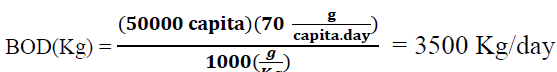 BOD(Kg) = (50000 capita)(70 g/capita.day) / 1000(g/Kg) = 3500 Kg/day